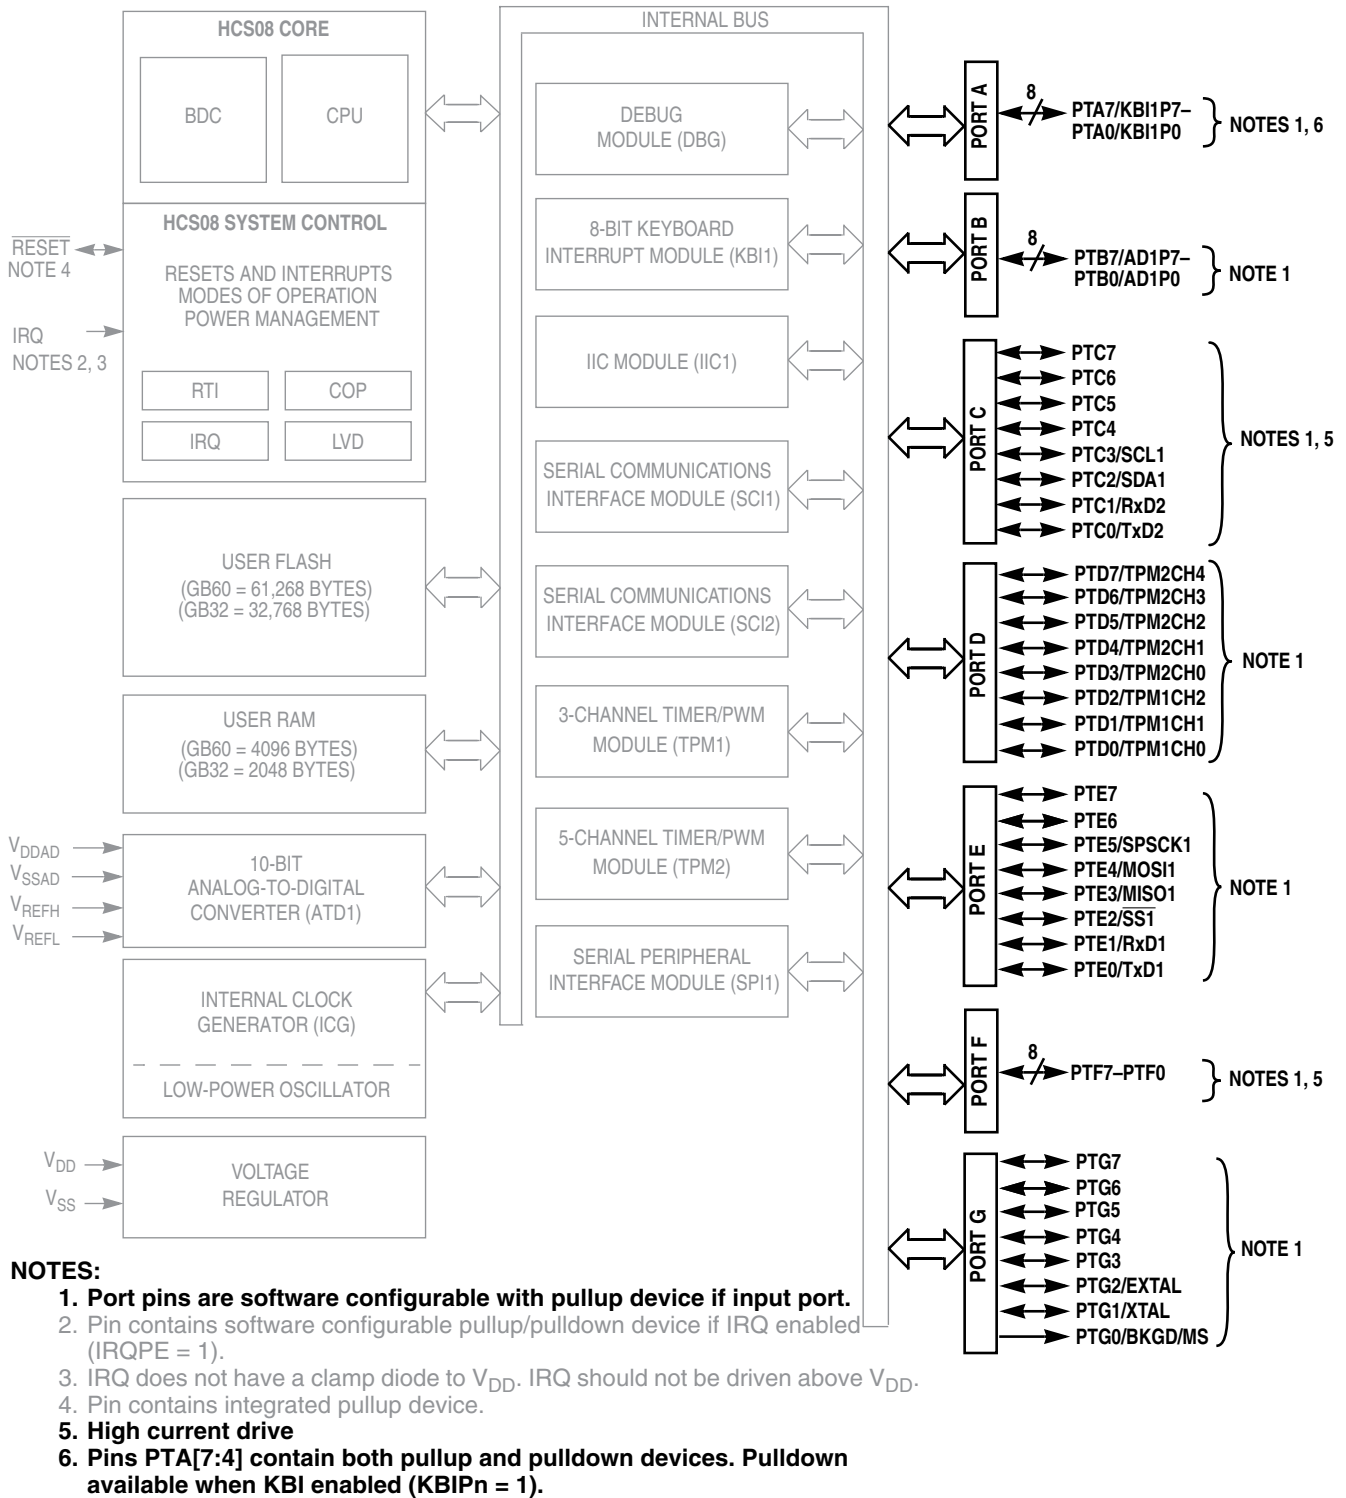 HCS08 CORE
BDC
CPU
HCS08 SYSTEM CONTROL
RESETS AND INTERRUPTS
MODES OF OPERATION
POWER MANAGEMENT
RTI
COP
IRQ
LVD
RESET
NOTE 4
IRQ
NOTES 2, 3
USER FLASH
(GB60 = 61,268 BYTES)
(GB32 = 32,768 BYTES)
USER RAM
(GB60 = 4096 BYTES)
(GB32 = 2048 BYTES)
VDDAD
VSSAD
VREFH
VREFL
10-BIT
ANALOG-TO-DIGITAL
CONVERTER (ATD1)
INTERNAL CLOCK
GENERATOR (ICG)
LOW-POWER OSCILLATOR
VDD
VSS
VOLTAGE
REGULATOR
INTERNAL BUS
DEBUG
MODULE (DBG)
8-BIT KEYBOARD
INTERRUPT MODULE (KBI1)
IIC MODULE (IIC1)
SERIAL COMMUNICATIONS
INTERFACE MODULE (SCI1)
SERIAL COMMUNICATIONS
INTERFACE MODULE (SCI2)
3-CHANNEL TIMER/PWM
MODULE (TPM1)
5-CHANNEL TIMER/PWM
MODULE (TPM2)
SERIAL PERIPHERAL
INTERFACE MODULE (SPI1)
PORT A
8
PTA7/KBI1P7–
PTA0/KBI1P0
NOTES 1, 6
PORT B
8
PTB7/AD1P7–
PTB0/AD1P0
NOTE 1
PORT C
PTC7
PTC6
PTC5
PTC4
PTC3/SCL1
PTC2/SDA1
PTC1/RxD2
PTC0/TxD2
NOTES 1, 5
PORT D
PTD7/TPM2CH4
PTD6/TPM2CH3
PTD5/TPM2CH2
PTD4/TPM2CH1
PTD3/TPM2CH0
PTD2/TPM1CH2
PTD1/TPM1CH1
PTD0/TPM1CH0
NOTE 1
PORT E
PTE7
PTE6
PTE5/SPSCK1
PTE4/MOSI1
PTE3/MISO1
PTE2/SS1
PTE1/RxD1
PTE0/TxD1
NOTE 1
PORT F
8
PTF7–PTF0
NOTES 1, 5
PORT G
PTG7
PTG6
PTG5
PTG4
PTG3
PTG2/EXTAL
PTG1/XTAL
PTG0/BKGD/MS
NOTE 1
NOTES:
1. Port pins are software configurable with pullup device if input port.
2. Pin contains software configurable pullup/pulldown device if IRQ enabled
(IRQPE = 1).
3. IRQ does not have a clamp diode to VDD. IRQ should not be driven above VDD.
4. Pin contains integrated pullup device.
5. High current drive
6. Pins PTA[7:4] contain both pullup and pulldown devices. Pulldown
available when KBI enabled (KBIPn = 1).